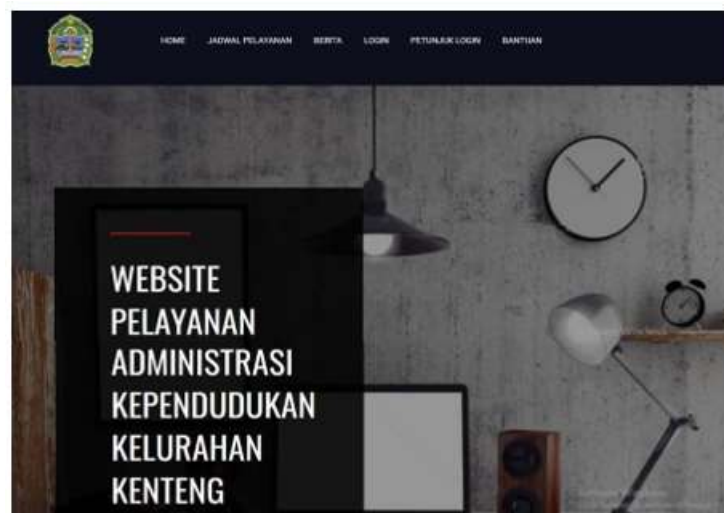 HOME JADWAL PELAYANAN BERITA LOGIN PETUNJUK LOGIN BANTUAN
WEBSITE
PELAYANAN
ADMINISTRASI
KEPENDUDUKAN
KELURAHAN
KENTENG